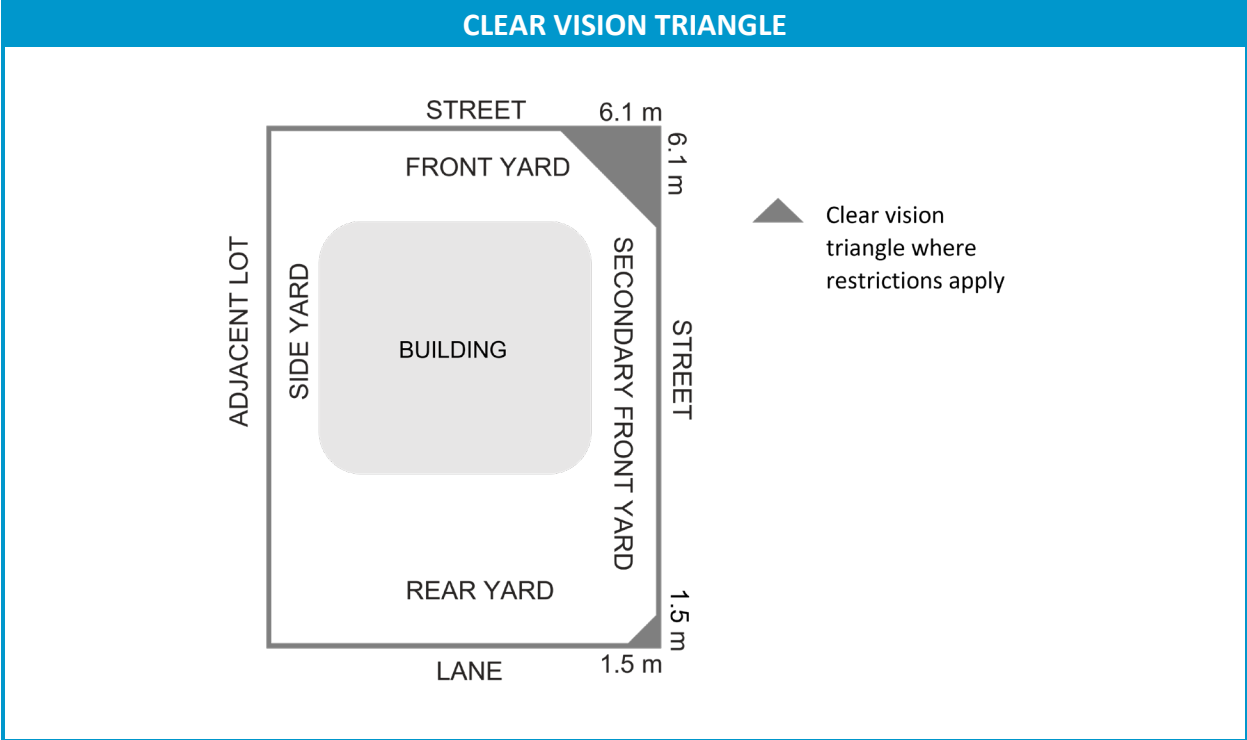 CLEAR VISION TRIANGLE
STREET
6.1 m
6.1 m
FRONT YARD
Clear vision
triangle where
restrictions apply
ADJACENT LOT
SIDE YARD
BUILDING
SECONDARY FRONT YARD
STREET
REAR YARD
1.5 m
1.5 m
LANE